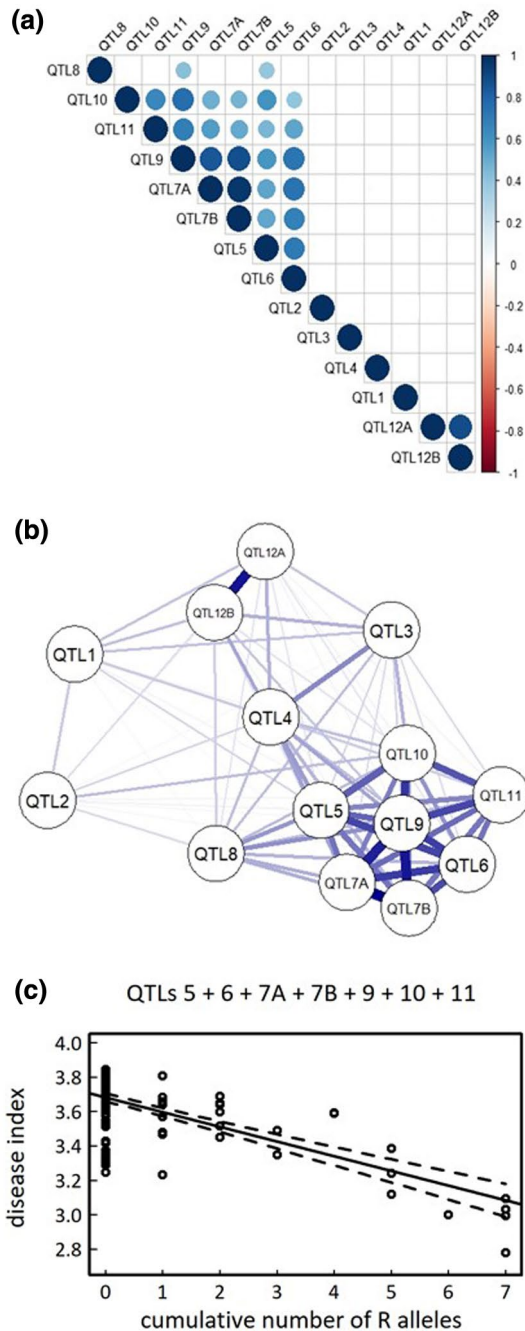 (a)
QTL8 QTL10 QTL11 QTL9 QTL7A QTL7B QTL5 QTL6 QTL2 QTL3 QTL4 QTL1 QTL12A QTL12B
QTL8
QTL10
QTL11
QTL9
QTL7A
QTL7B
QTL5
QTL6
QTL2
QTL3
QTL4
QTL1
QTL12A
QTL12B
1
0.8
0.6
0.4
0.2
0
-0.2
-0.4
-0.6
-0.8
-1
(b)
QTL12A
QTL12B
QTL3
QTL1
QTL4
QTL10
QTL2
QTL5
QTL11
QTL9
QTL8
QTL6
QTL7A
QTL7B
(c)
QTLs 5 + 6 + 7A + 7B + 9 + 10 + 11
disease index
4.0
3.8
3.6
3.4
3.2
3.0
2.8
0 1 2 3 4 5 6 7
cumulative number of R alleles